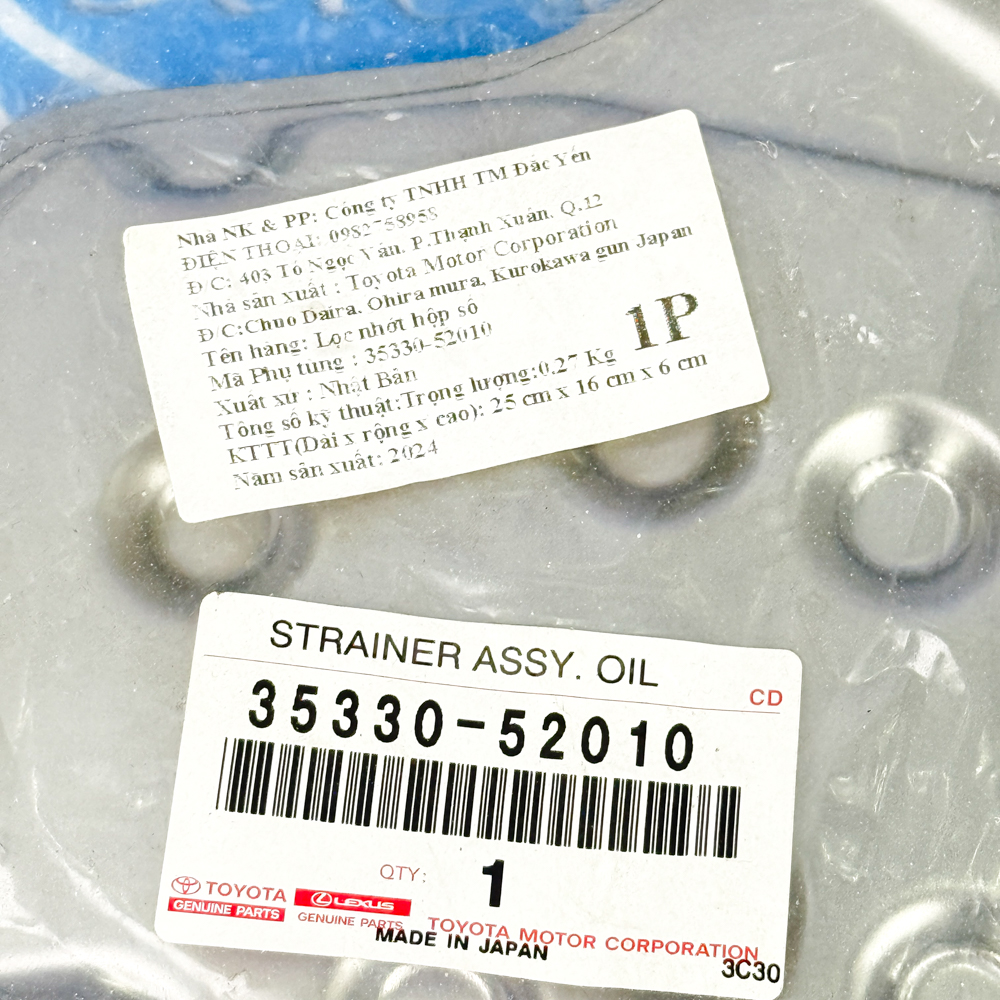 Nhà NK & PP: Công ty TNHH TM Đắc Yến
ĐIỆN THOẠI: 0982758958
Đ/C: 403 Tô Ngọc Vân, P.Thạnh Xuân, Q.12
Nhà sản xuất : Toyota Motor Corporation
Đ/C:Chuo Daira, Ohira mura, Kurokawa gun Japan
Tên hàng: Lọc nhớt hộp số
Mã Phụ tùng : 35330-52010
1P
Xuất xứ : Nhật Bản
Tông số kỹ thuật:Trọng lượng:0.27 Kg
KTTT(Dài x rộng x cao): 25 cm x 16 cm x 6 cm
Năm sản xuất: 2024
STRAINER ASSY. OIL
CD
35330-52010
QTY: 1
TOYOTA
GENUINE PARTS
LEXUS
GENUINE PARTS
TOYOTA MOTOR CORPORATION
MADE IN JAPAN
3C30